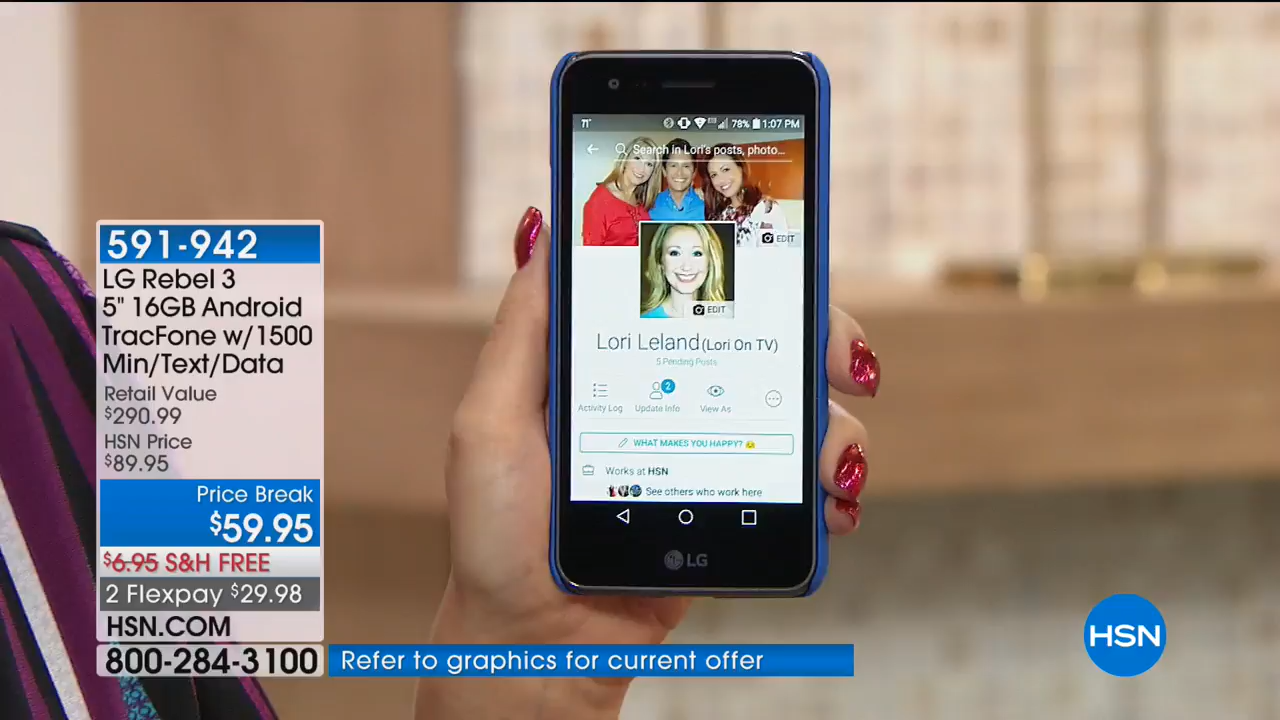 591-942
LG Rebel 3
5" 16GB Android
TracFone w/1500
Min/Text/Data
Retail Value
$290.99
HSN Price
$89.95
Price Break
$59.95
$6.95 S&H FREE
2 Flexpay $29.98
HSN.COM
800-284-3100
Refer to graphics for current offer
78% 1:07 PM
Search in Lori's posts, photo...
EDIT
EDIT
Lori Leland (Lori On TV)
5 Pending Posts
2
Activity Log
Update Info
View As
WHAT MAKES YOU HAPPY?
Works at HSN
See others who work here
LG
HSN